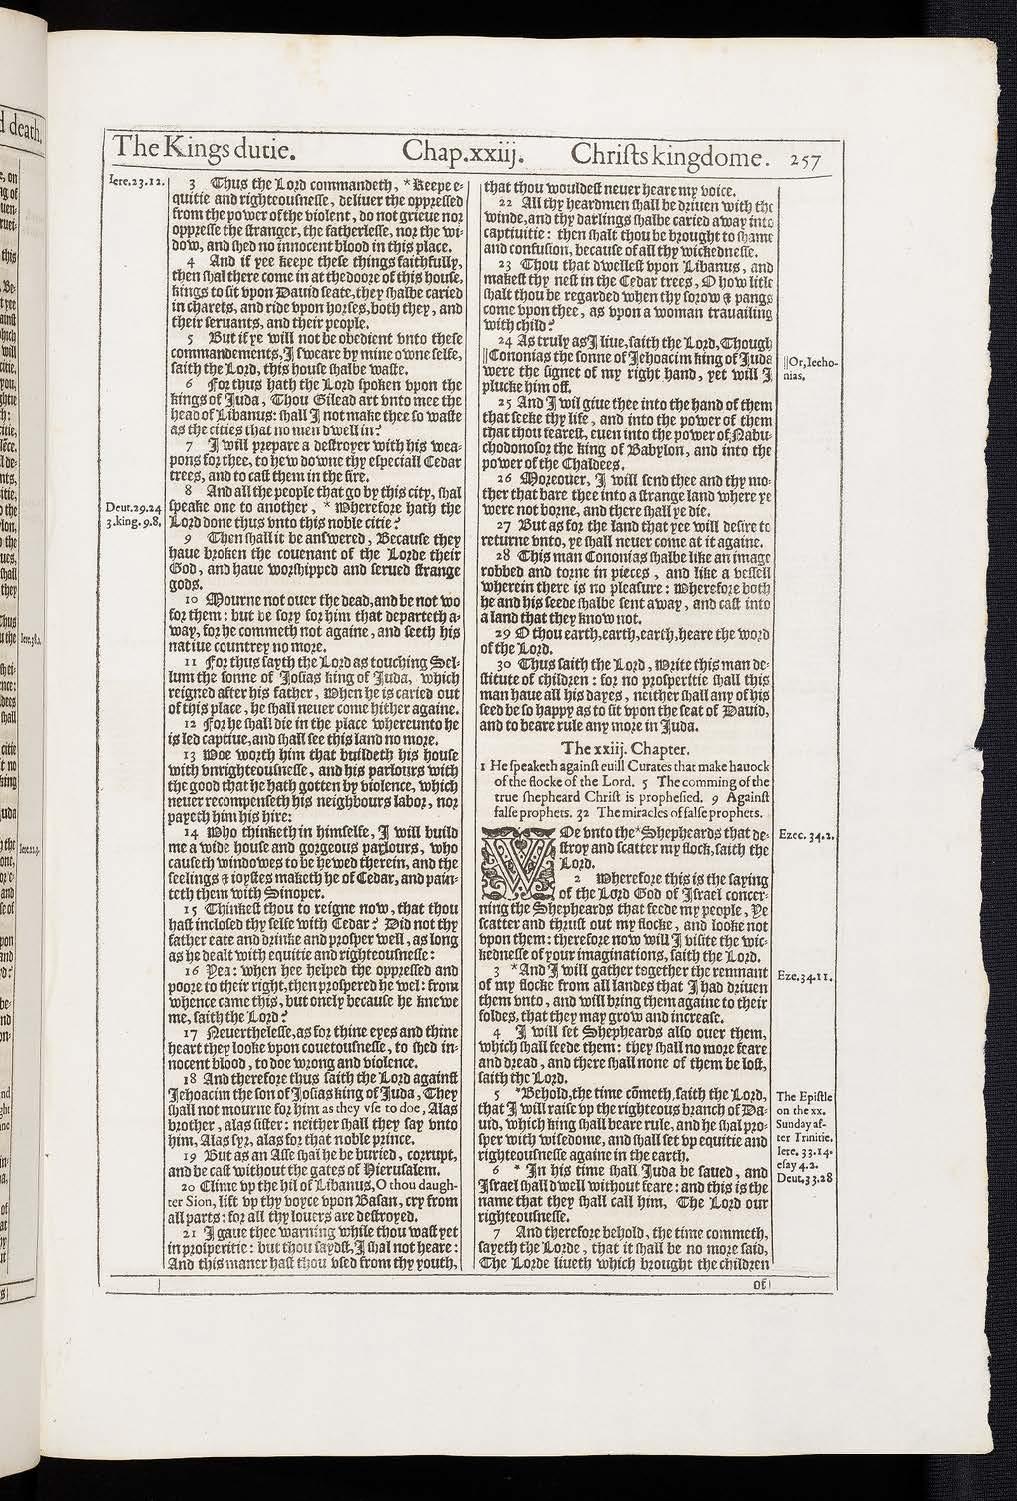 The Kings dutie. Chap.xxiij. Christs kingdome. 257
Iere.23.12.
3 Thus the Lord commandeth, * Keepe e-
quitie and righteousnesse, deliuer the oppressed
from the power of the violent, do not grieue nor
oppresse the stranger, the fatherlesse, nor the wi-
dow, and shed no innocent blood in this place.
4 And if yee keepe these things faithfully,
then shal there come in at the doore of this house,
kings to sit vpon Dauid seate, they shalbe caried
in charets, and ride vpon horses, both they, and
their seruants, and their people.
5 But if ye will not be obedient vnto these
commandements, I sweare by mine owne selfe,
saith the Lord, this house shalbe waste.
6 For thus hath the Lord spoken vpon the
kings of Juda, Thou Gilead art vnto mee the
head of Libanus: shall I not make thee so waste
as the cities that no men dwell in?
7 I will prepare a destroyer with his wea-
pons for thee, to hew downe thy especiall Cedar
trees, and to cast them in the fire.
8 And all the people that go by this city, shal
Deut.29.24
speake one to another, * Wherefore hath the
3.king.9.8.
Lord done thus vnto this noble citie?
9 Then shall it be answered, Because they
haue broken the couenant of the Lorde their
God, and haue worshipped and serued strange
gods.
10 Mourne not ouer the dead, and be not wo
for them: but be sory for him that departeth a-
way, for he commeth not againe, and seeth his
natiue countrey no more.
11 For thus sayth the Lord as touching Sel-
lum the sonne of Josias king of Juda, which
reigned after his father, When he is caried out
of this place, he shall neuer come hither againe.
12 For he shall die in the place whereunto he
is led captiue, and shall see this land no more.
13 Woe worth him that buildeth his house
with vnrighteousnesse, and his parlours with
the good that he hath gotten by violence, which
neuer recompenseth his neighbours labor, nor
payeth him his hire:
14 Who thinketh in himselfe, I will build
me a wide house and gorgeous parlours, who
causeth windowes to be hewed therein, and the
seelings & ioystes maketh he of Cedar, and pain-
teth them with Sinoper.
15 Thinkest thou to reigne now, that thou
hast inclosed thy selfe with Cedar? Did not thy
father eate and drinke and prosper well, as long
as he dealt with equitie and righteousnesse:
16 Yea: when hee helped the oppressed and
poore to their right, then prospered he wel: from
whence came this, but onely because he knewe
me, saith the Lord?
17 Neuerthelesse, as for thine eyes and thine
heart they looke vpon couetousnesse, to shed in-
nocent blood, to doe wrong and violence.
18 And therefore thus saith the Lord against
Jehoacim the son of Josias king of Juda, They
shall not mourne for him as they vse to doe, Alas
brother, alas sister: neither shall they say vnto
him, Alas syr, alas for that noble prince.
19 But as an Asse shal he be buried, corrupt,
and be cast without the gates of Hierusalem.
20 Clime vp the hil of Libanus, O thou daugh-
ter Sion, lift vp thy voyce vpon Basan, cry from
all parts: for all thy louers are destroyed.
21 I gaue thee warning while thou wast yet
in prosperitie: but thou saydst, I shal not heare:
And this maner hast thou vsed from thy youth,
that thou wouldest neuer heare my voice.
22 All thy heardmen shall be driuen with the
winde, and thy darlings shalbe caried away into
captiuitie: then shalt thou be brought to shame
and confusion, because of all thy wickednesse.
23 Thou that dwellest vpon Libanus, and
makest thy nest in the Cedar trees, O how litle
shalt thou be regarded when thy sorow & pangs
come vpon thee, as vpon a woman trauailing
with child?
24 As truly as I liue, saith the Lord, Though
||Cononias the sonne of Jehoacim king of Juda
||Or, Iecho-
nias.
were the signet of my right hand, yet will I
plucke him off.
25 And I wil giue thee into the hand of them
that seeke thy life, and into the power of them
that thou fearest, euen into the power of Nabu-
chodonosor the king of Babylon, and into the
power of the Chaldees.
26 Moreouer, I will send thee and thy mo-
ther that bare thee into a strange land where ye
were not borne, and there shall ye die.
27 But as for the land that yee will desire to
returne vnto, ye shall neuer come at it againe.
28 This man Cononias shalbe like an image
robbed and torne in pieces, and like a vessell
wherein there is no pleasure: Wherefore both
he and his seede shalbe sent away, and cast into
a land that they know not.
29 O thou earth, earth, earth, heare the word
of the Lord.
30 Thus saith the Lord, Write this man de-
stitute of children: for no prosperitie shall this
man haue all his dayes, neither shall any of his
seed be so happy as to sit vpon the seat of Dauid,
and to beare rule any more in Juda.
The xxiij. Chapter.
1 He speaketh against euill Curates that make hauock
of the flocke of the Lord. 5 The comming of the
true shepheard Christ is prophesied. 9 Against
false prophets. 32 The miracles of false prophets.
WOe vnto the * Shepheards that de-
Ezec. 34.2.
stroy and scatter my flock, saith the
Lord.
2 Wherefore this is the saying
of the Lord God of Israel concer-
ning the Shepheards that feede my people, Ye
scatter and thrust out my flocke, and looke not
vpon them: therefore now will I visite the wic-
kednesse of your imaginations, saith the Lord.
3 * And I will gather together the remnant
Eze.34.11.
of my flocke from all landes that I had driuen
them vnto, and will bring them againe to their
foldes, that they may grow and increase.
4 I will set Shepheards also ouer them,
which shall feede them: they shall no more feare
and dread, and there shall none of them be lost,
saith the Lord.
5 * Behold, the time cōmeth, saith the Lord,
that I will raise vp the righteous branch of Da-
uid, which king shall beare rule, and he shal pro-
sper with wisedome, and shall set vp equitie and
righteousnesse againe in the earth.
The Epistle
on the xx.
Sunday af-
ter Trinitie.
Iere. 33.14.
esay 4.2.
Deut.33.28
6 * In his time shall Juda be saued, and
Israel shall dwell without feare: and this is the
name that they shall call him, The Lord our
righteousnesse.
7 And therefore behold, the time commeth,
sayeth the Lorde, that it shall be no more said,
The Lorde liueth which brought the children
of
d death.
Iere.38.2.
Iere.21.9.